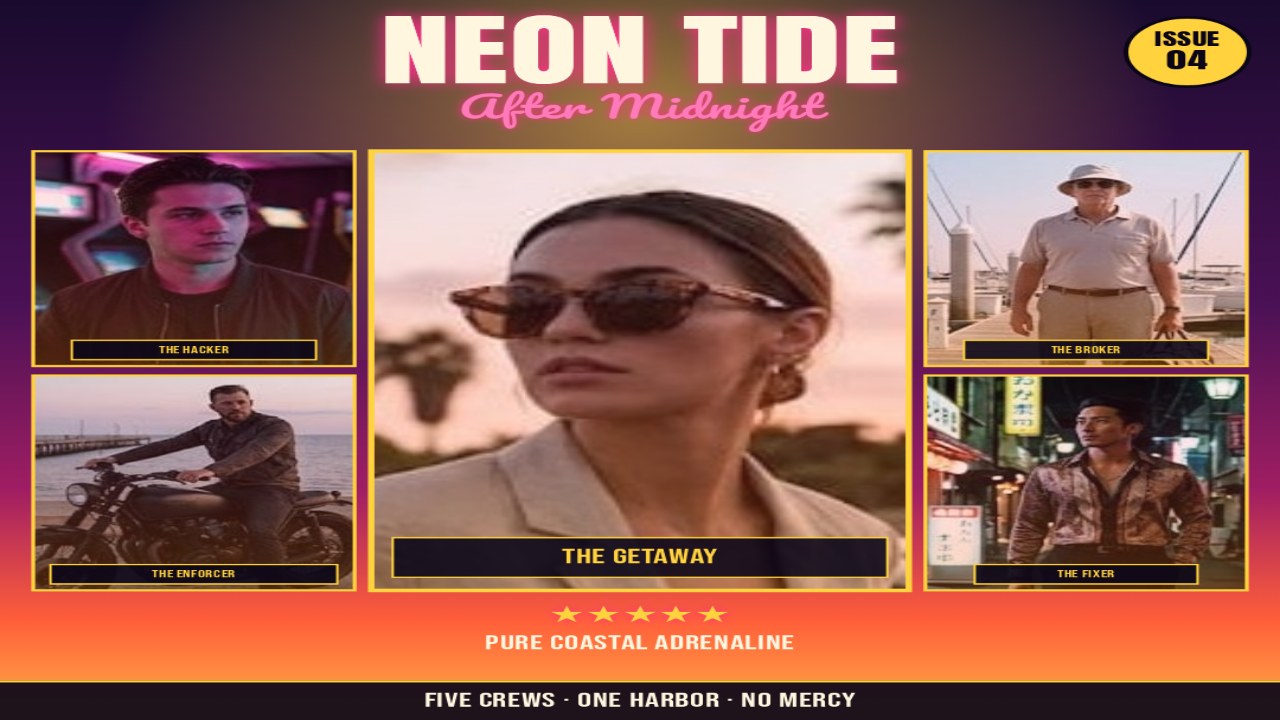 NEON TIDE
After Midnight
ISSUE
04
THE HACKER
THE GETAWAY
THE BROKER
THE ENFORCER
THE FIXER
★★★★★
PURE COASTAL ADRENALINE
FIVE CREWS · ONE HARBOR · NO MERCY